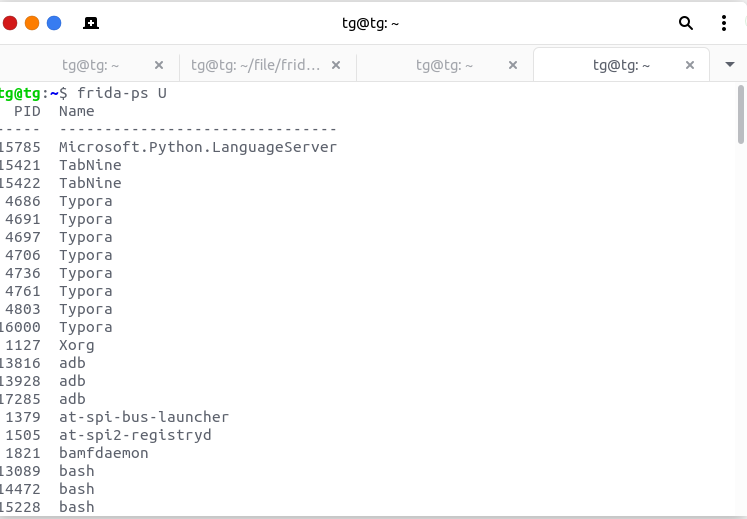 tg@tg: ~
tg@tg: ~ × tg@tg: ~/file/frid... × tg@tg: ~ × tg@tg: ~ ×
tg@tg:~$ frida-ps U
  PID  Name
-----  -------------------------------
15785  Microsoft.Python.LanguageServer
15421  TabNine
15422  TabNine
 4686  Typora
 4691  Typora
 4697  Typora
 4706  Typora
 4736  Typora
 4761  Typora
 4803  Typora
16000  Typora
 1127  Xorg
13816  adb
13928  adb
17285  adb
 1379  at-spi-bus-launcher
 1505  at-spi2-registryd
 1821  bamfdaemon
13089  bash
14472  bash
15228  bash